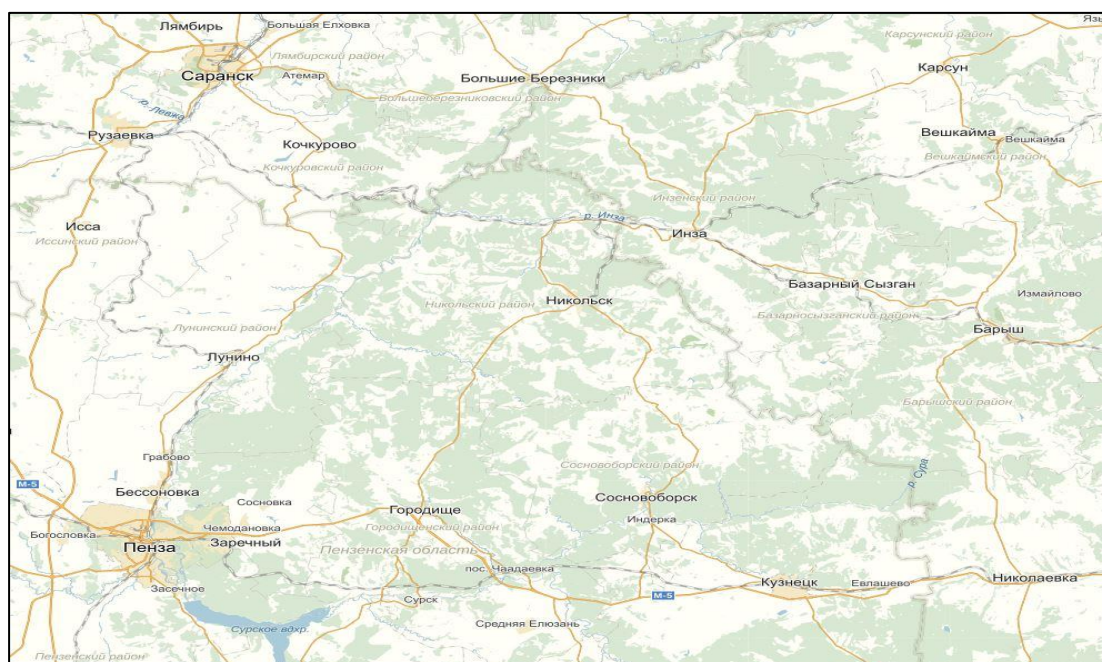 Лямбирь
Большая Елховка
Язы
Карсунский район
Лямбирский район
Саранск
Атемар
Большие Березники
Карсун
Большеберезниковский район
р. Левжа
Рузаевка
Кочкурово
Вешкайма
Вешкайма
Вешкаймский район
Кочкуровский район
Инзенский район
р. Инза
Исса
Инза
Иссинский район
Базарный Сызган
Измайлово
Никольск
Никольский район
Базарносызганский район
Лунинский район
Барыш
Лунино
Барышский район
Грабово
Сосновоборский район
р. Сура
М-5
Бессоновка
Сосновоборск
Сосновка
Городище
Индерка
Чемодановка
Городищенский район
Богословка
Заречный
Пенза
Пензенская область
пос. Чаадаевка
Кузнецк
Евлашево
Николаевка
Засечное
М-5
Сурск
Средняя Елюзань
Сурское вдхр.
Пензенский район